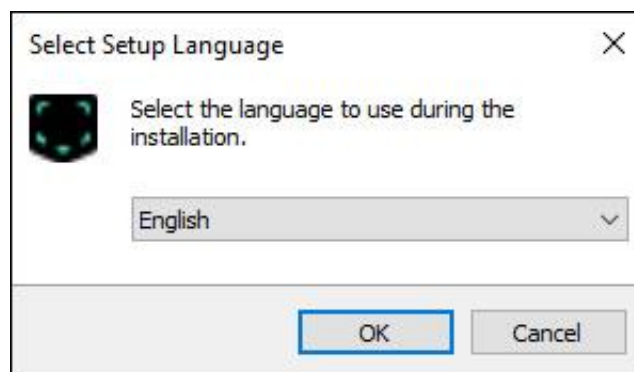 Select Setup Language
Select the language to use during the
installation.
English
OK
Cancel